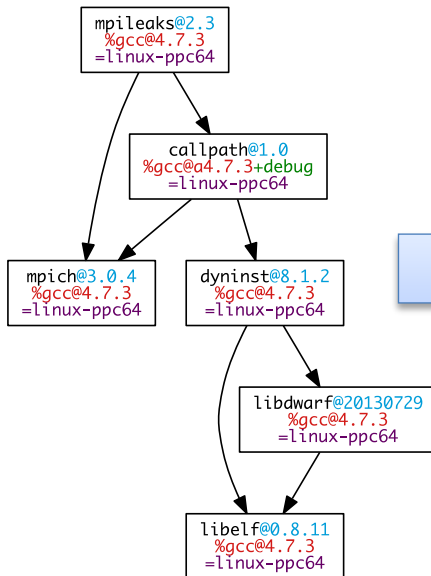 mpileaks@2.3
%gcc@4.7.3
=linux-ppc64
callpath@1.0
%gcc@a4.7.3+debug
=linux-ppc64
mpich@3.0.4
%gcc@4.7.3
=linux-ppc64
dyninst@8.1.2
%gcc@4.7.3
=linux-ppc64
libdwarf@20130729
%gcc@4.7.3
=linux-ppc64
libelf@0.8.11
%gcc@4.7.3
=linux-ppc64